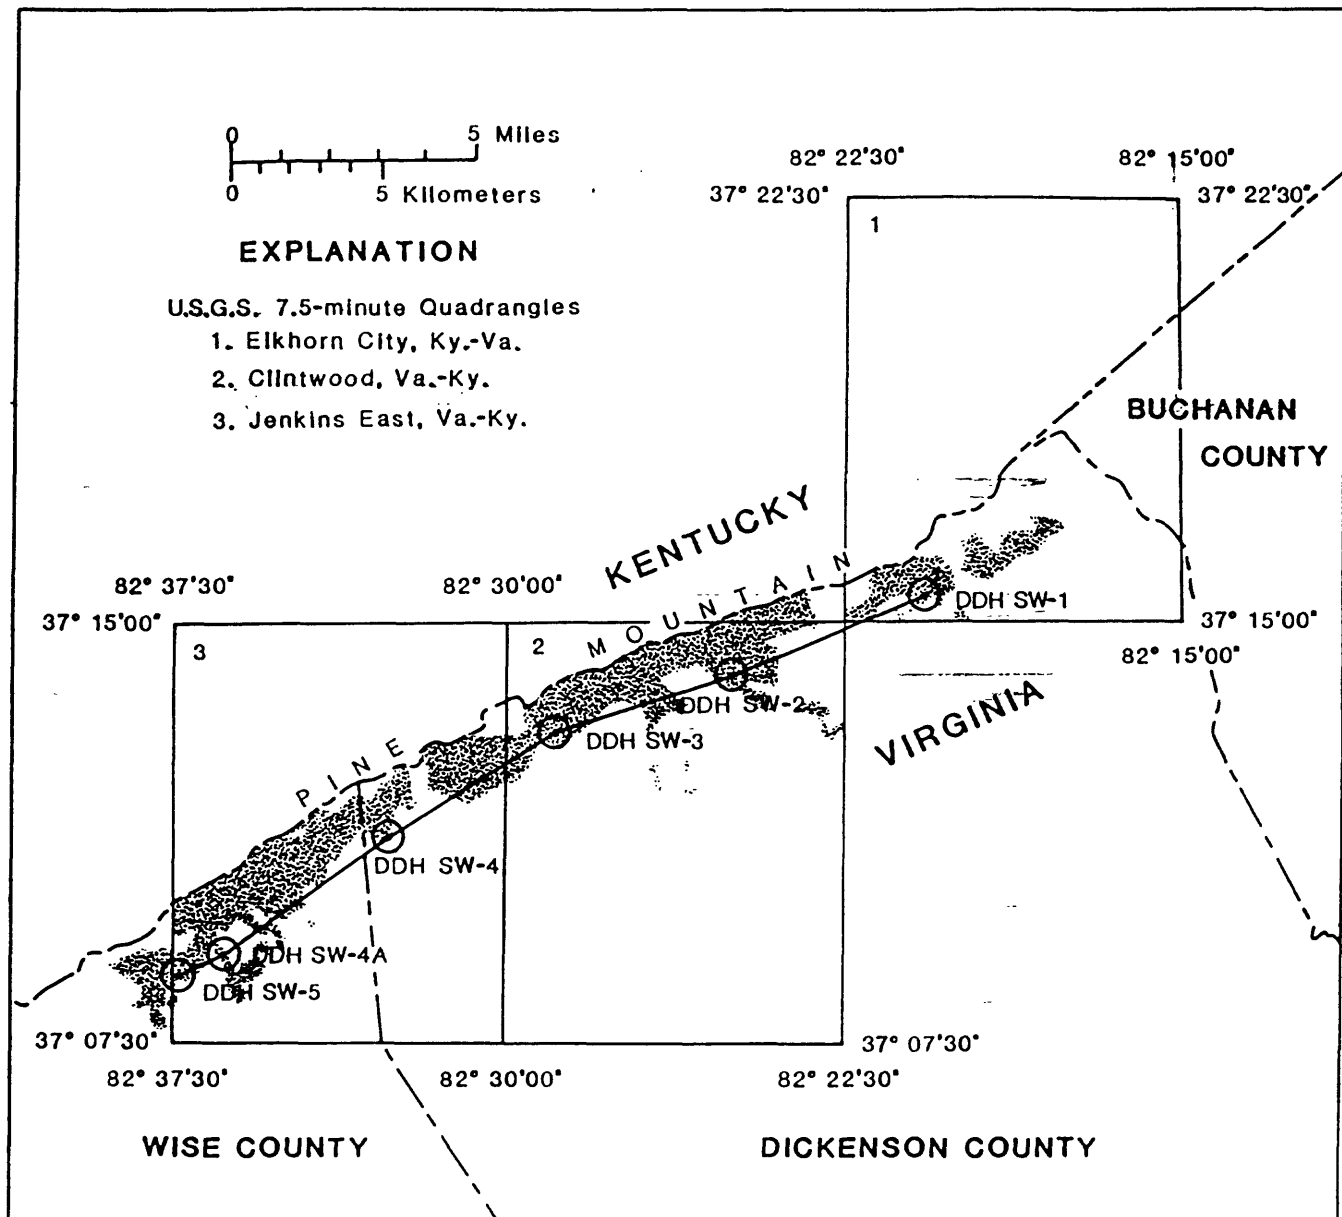 0 5 Miles
0 5 Kilometers
EXPLANATION
U.S.G.S. 7.5-minute Quadrangles
1. Elkhorn City, Ky.-Va.
2. Clintwood, Va.-Ky.
3. Jenkins East, Va.-Ky.
82° 22'30" 82° 15'00"
37° 22'30" 37° 22'30"
1
BUCHANAN
COUNTY
KENTUCKY
PINE MOUNTAIN
82° 37'30" 82° 30'00"
DDH SW-1
37° 15'00" 37° 15'00"
3 2
82° 15'00"
VIRGINIA
DDH SW-2
DDH SW-3
DDH SW-4
DDH SW-4A
DDH SW-5
37° 07'30" 37° 07'30"
82° 37'30" 82° 30'00" 82° 22'30"
WISE COUNTY DICKENSON COUNTY